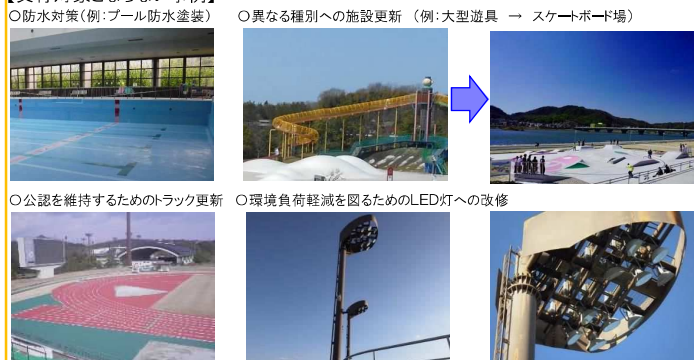 ○防水対策(例:プール防水塗装)
○異なる種別への施設更新 (例:大型遊具 → スケートボード場)
○公認を維持するためのトラック更新
○環境負荷軽減を図るためのLED灯への改修